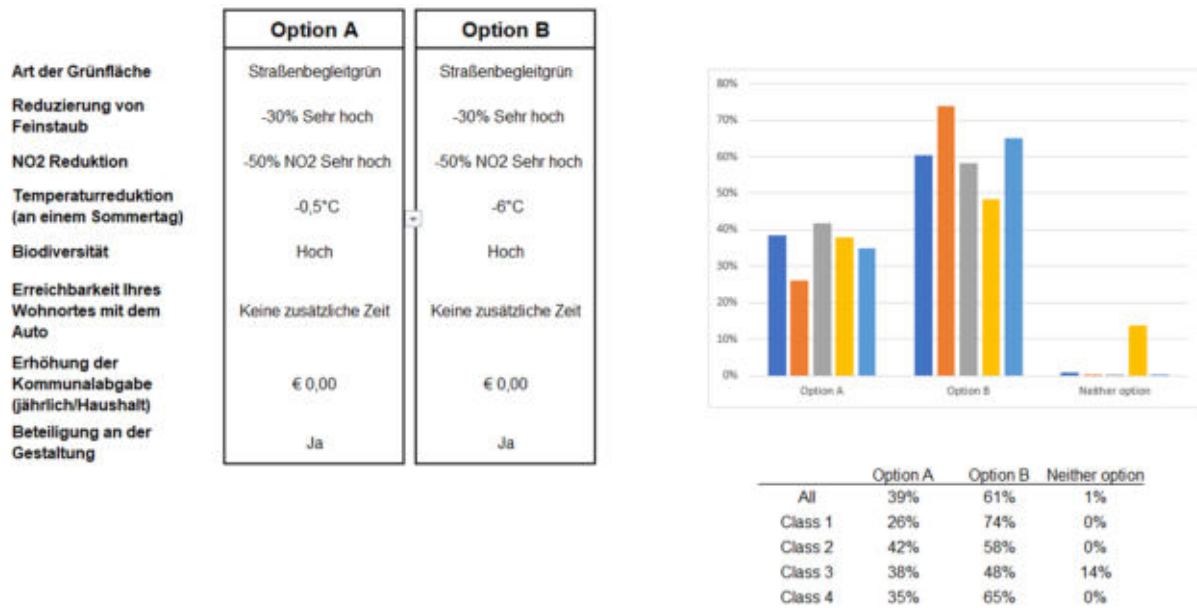 Option A Option B
Art der Grünfläche Straßenbegleitgrün Straßenbegleitgrün
Reduzierung von
Feinstaub -30% Sehr hoch -30% Sehr hoch
NO2 Reduktion -50% NO2 Sehr hoch -50% NO2 Sehr hoch
Temperaturreduktion
(an einem Sommertag) -0,5°C -6°C
Biodiversität Hoch Hoch
Erreichbarkeit Ihres
Wohnortes mit dem
Auto Keine zusätzliche Zeit Keine zusätzliche Zeit
Erhöhung der
Kommunalabgabe
(jährlich/Haushalt) € 0,00 € 0,00
Beteiligung an der
Gestaltung Ja Ja
80%
70%
60%
50%
40%
30%
20%
10%
0%
Option A Option B Neither option
Option A Option B Neither option
All 39% 61% 1%
Class 1 26% 74% 0%
Class 2 42% 58% 0%
Class 3 38% 48% 14%
Class 4 35% 65% 0%